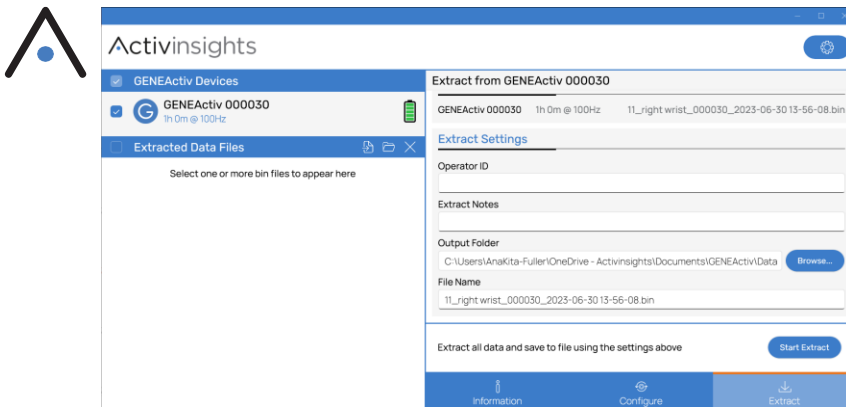 Activinsights
GENEActiv Devices
GENEActiv 000030
1h 0m @ 100Hz
Extracted Data Files
Select one or more bin files to appear here
Extract from GENEActiv 000030
GENEActiv 000030 1h 0m @ 100Hz 11_right wrist_000030_2023-06-30 13-56-08.bin
Extract Settings
Operator ID
Extract Notes
Output Folder
C:\Users\AnaKita-Fuller\OneDrive - Activinsights\Documents\GENEActiv\Data Browse...
File Name
11_right wrist_000030_2023-06-30 13-56-08.bin
Extract all data and save to file using the settings above Start Extract
Information Configure Extract